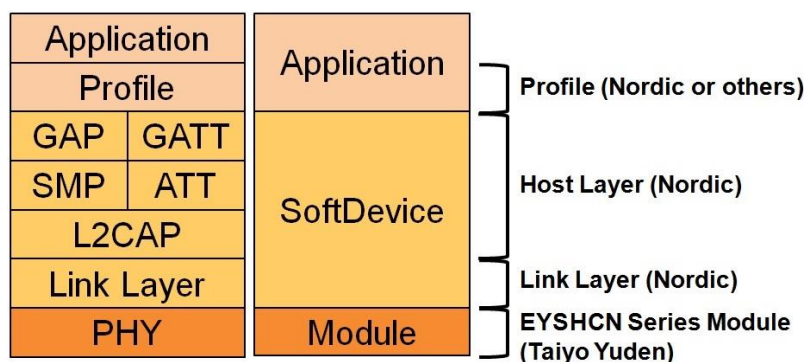 Application
Profile
GAP GATT
SMP ATT
L2CAP
Link Layer
PHY
Application
SoftDevice
Module
Profile (Nordic or others)
Host Layer (Nordic)
Link Layer (Nordic)
EYSHCN Series Module
(Taiyo Yuden)